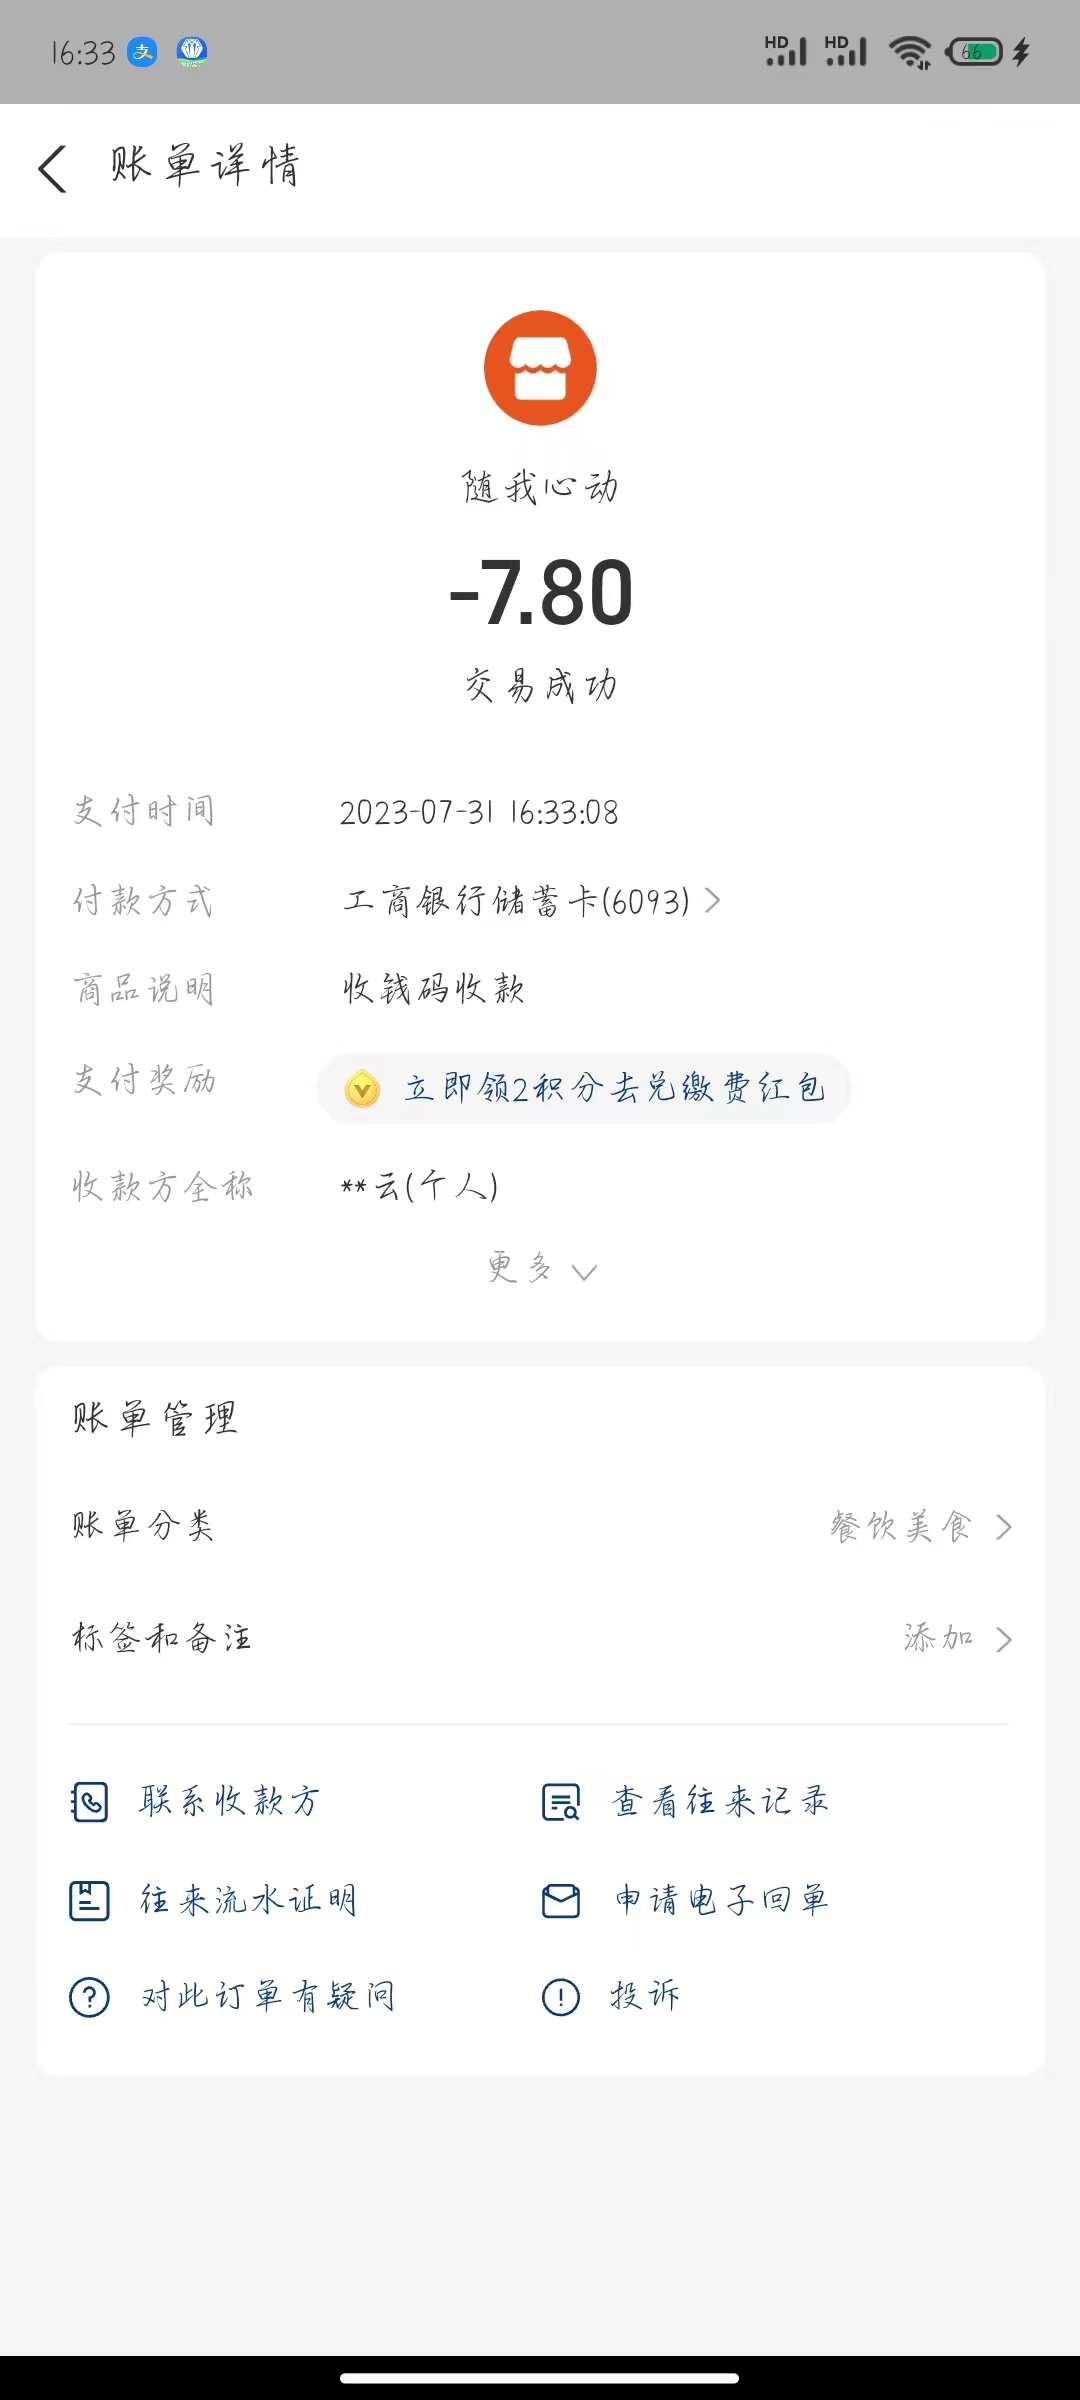 16:33 支 HD HD 66
账单详情
随我心动
-7.80
交易成功
支付时间 2023-07-31 16:33:08
付款方式 工商银行储蓄卡(6093)
商品说明 收钱码收款
支付奖励 立即领2积分去兑缴费红包
收款方全称 **云(个人)
更多
账单管理
账单分类 餐饮美食
标签和备注 添加
联系收款方 查看往来记录
往来流水证明 申请电子回单
对此订单有疑问 投诉